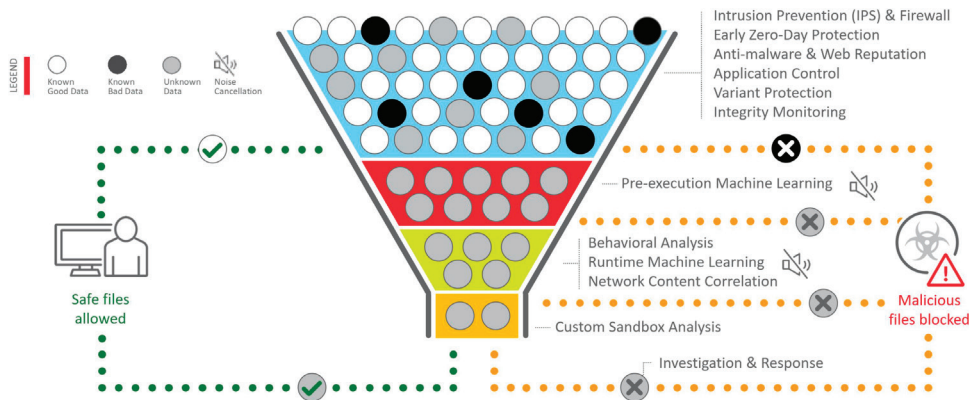 LEGEND
Known
Good Data
Known
Bad Data
Unknown
Data
Noise
Cancellation
Intrusion Prevention (IPS) & Firewall
Early Zero-Day Protection
Anti-malware & Web Reputation
Application Control
Variant Protection
Integrity Monitoring
Pre-execution Machine Learning
Behavioral Analysis
Runtime Machine Learning
Network Content Correlation
Safe files
allowed
Malicious
files blocked
Custom Sandbox Analysis
Investigation & Response